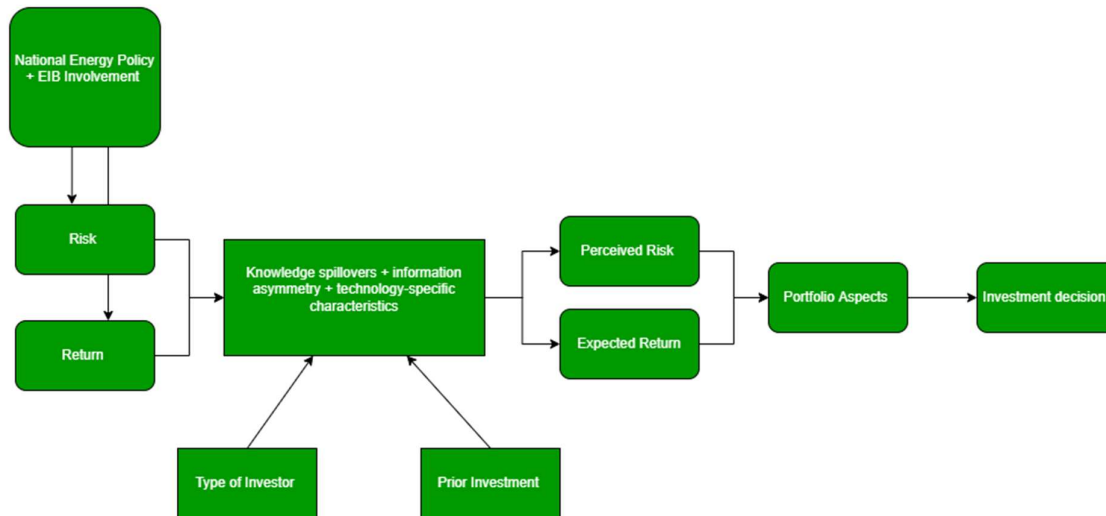 National Energy Policy
+ EIB Involvement
Risk
Return
Knowledge spillovers + information
asymmetry + technology-specific
characteristics
Type of Investor
Prior Investment
Perceived Risk
Expected Return
Portfolio Aspects
Investment decision